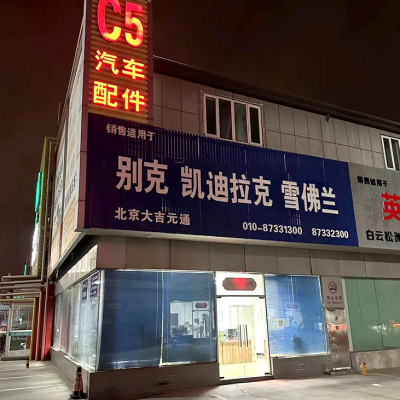 C5
汽车
配件
销售适用于
别克 凯迪拉克 雪佛兰
北京大吉元通
010-87331300 87332300
销售适用于
英
白云松